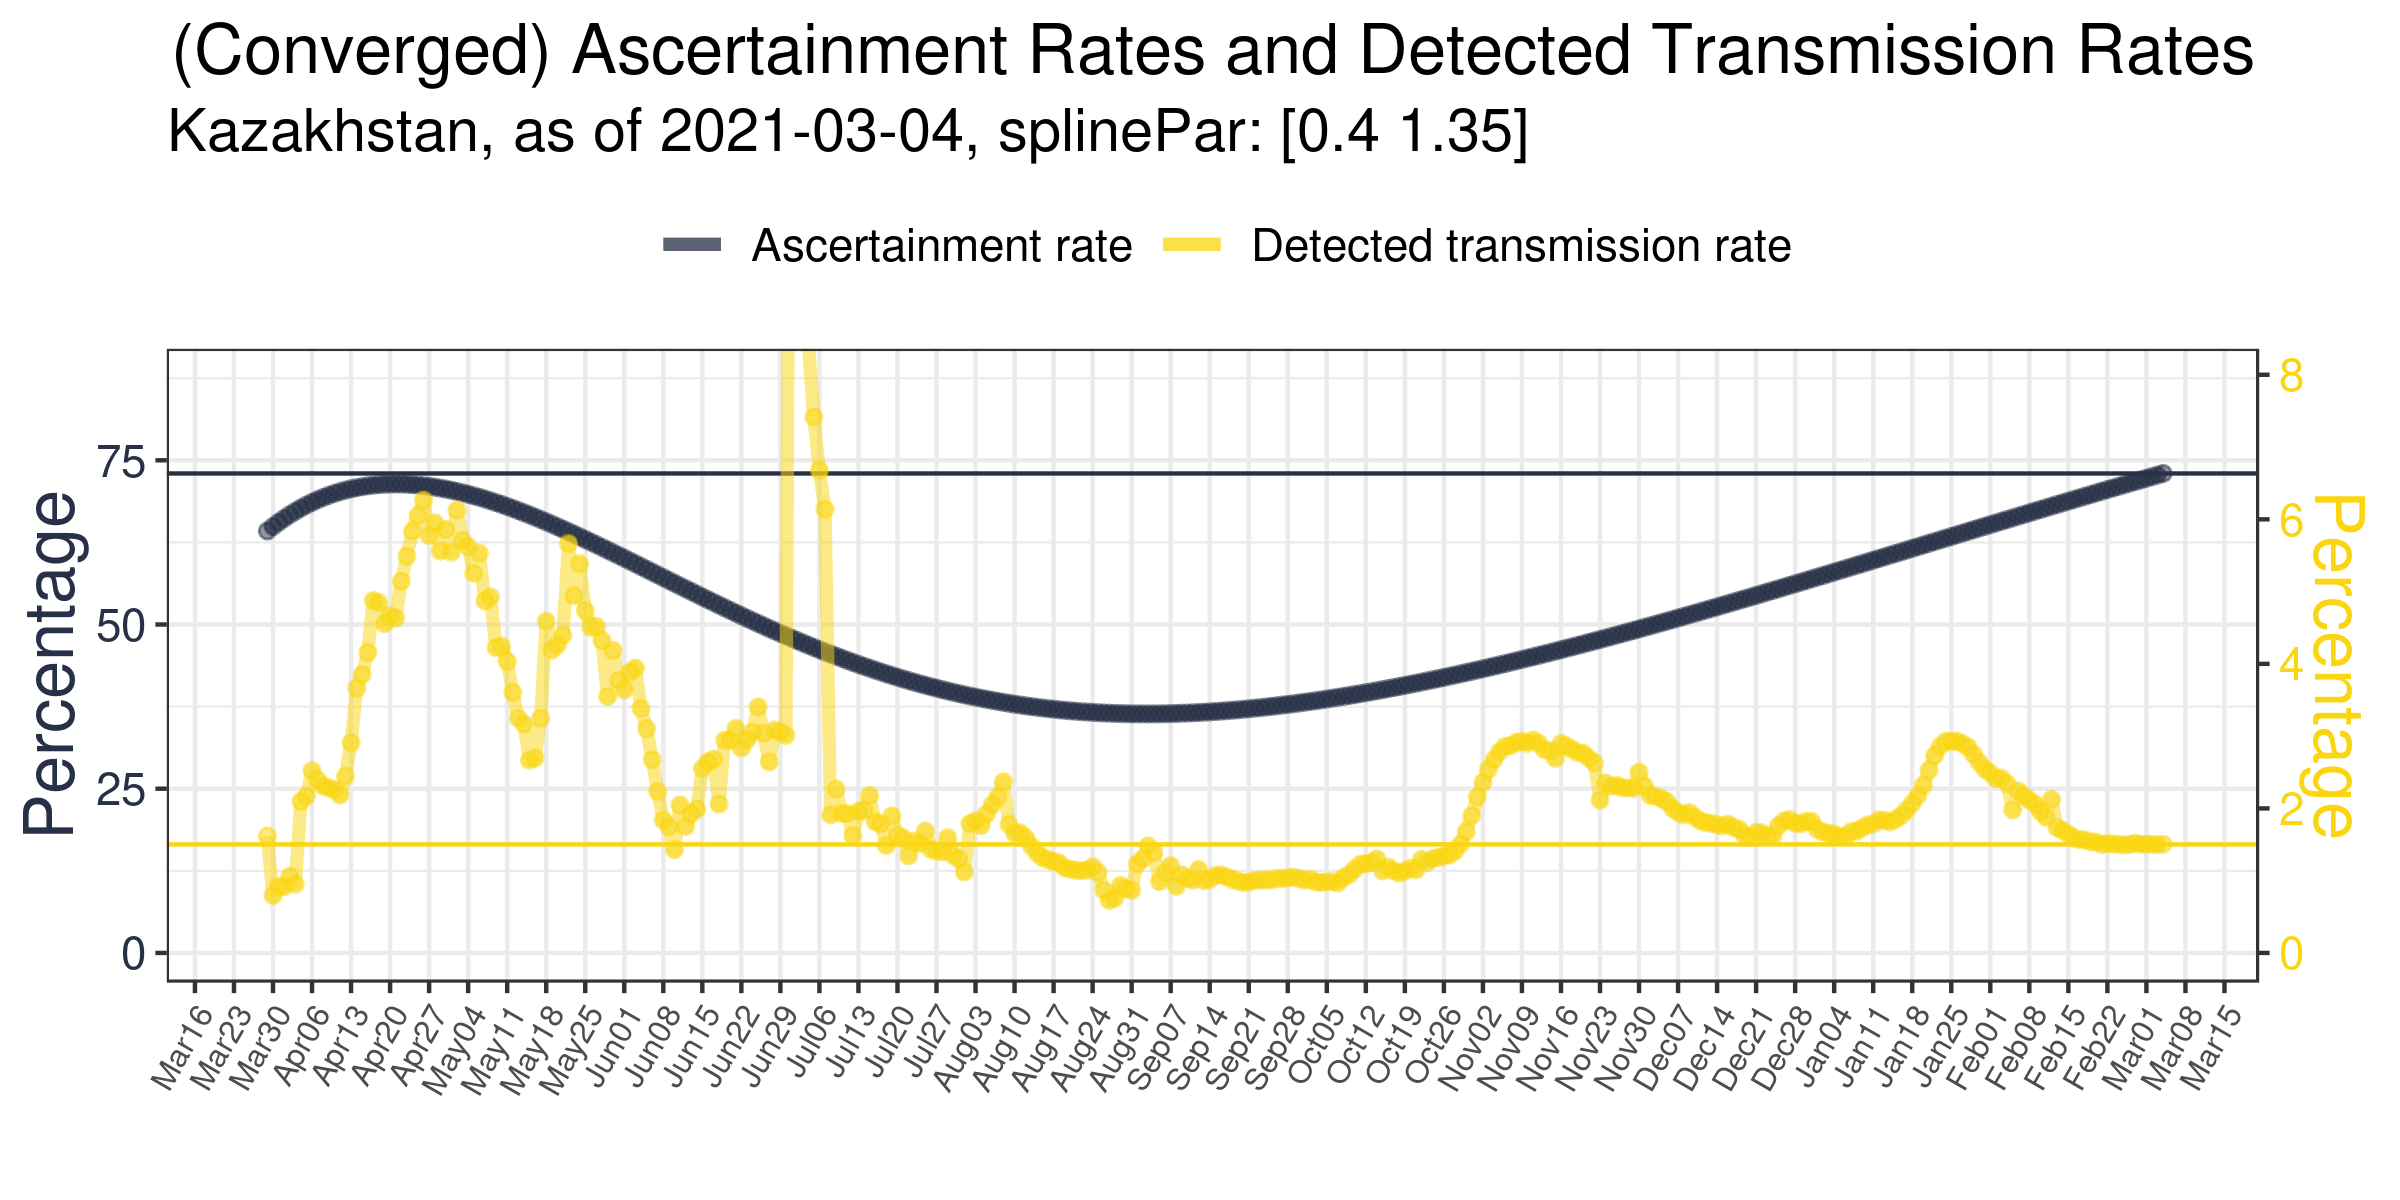 (Converged) Ascertainment Rates and Detected Transmission Rates
Kazakhstan, as of 2021-03-04, splinePar: [0.4 1.35]
Ascertainment rate
Detected transmission rate
Percentage
75
50
25
0
8
6
4
2
0
Percentage
Mar16
Mar23
Mar30
Apr06
Apr13
Apr20
Apr27
May04
May11
May18
May25
Jun01
Jun08
Jun15
Jun22
Jun29
Jul06
Jul13
Jul20
Jul27
Aug03
Aug10
Aug17
Aug24
Aug31
Sep07
Sep14
Sep21
Sep28
Oct05
Oct12
Oct19
Oct26
Nov02
Nov09
Nov16
Nov23
Nov30
Dec07
Dec14
Dec21
Dec28
Jan04
Jan11
Jan18
Jan25
Feb01
Feb08
Feb15
Feb22
Mar01
Mar08
Mar15